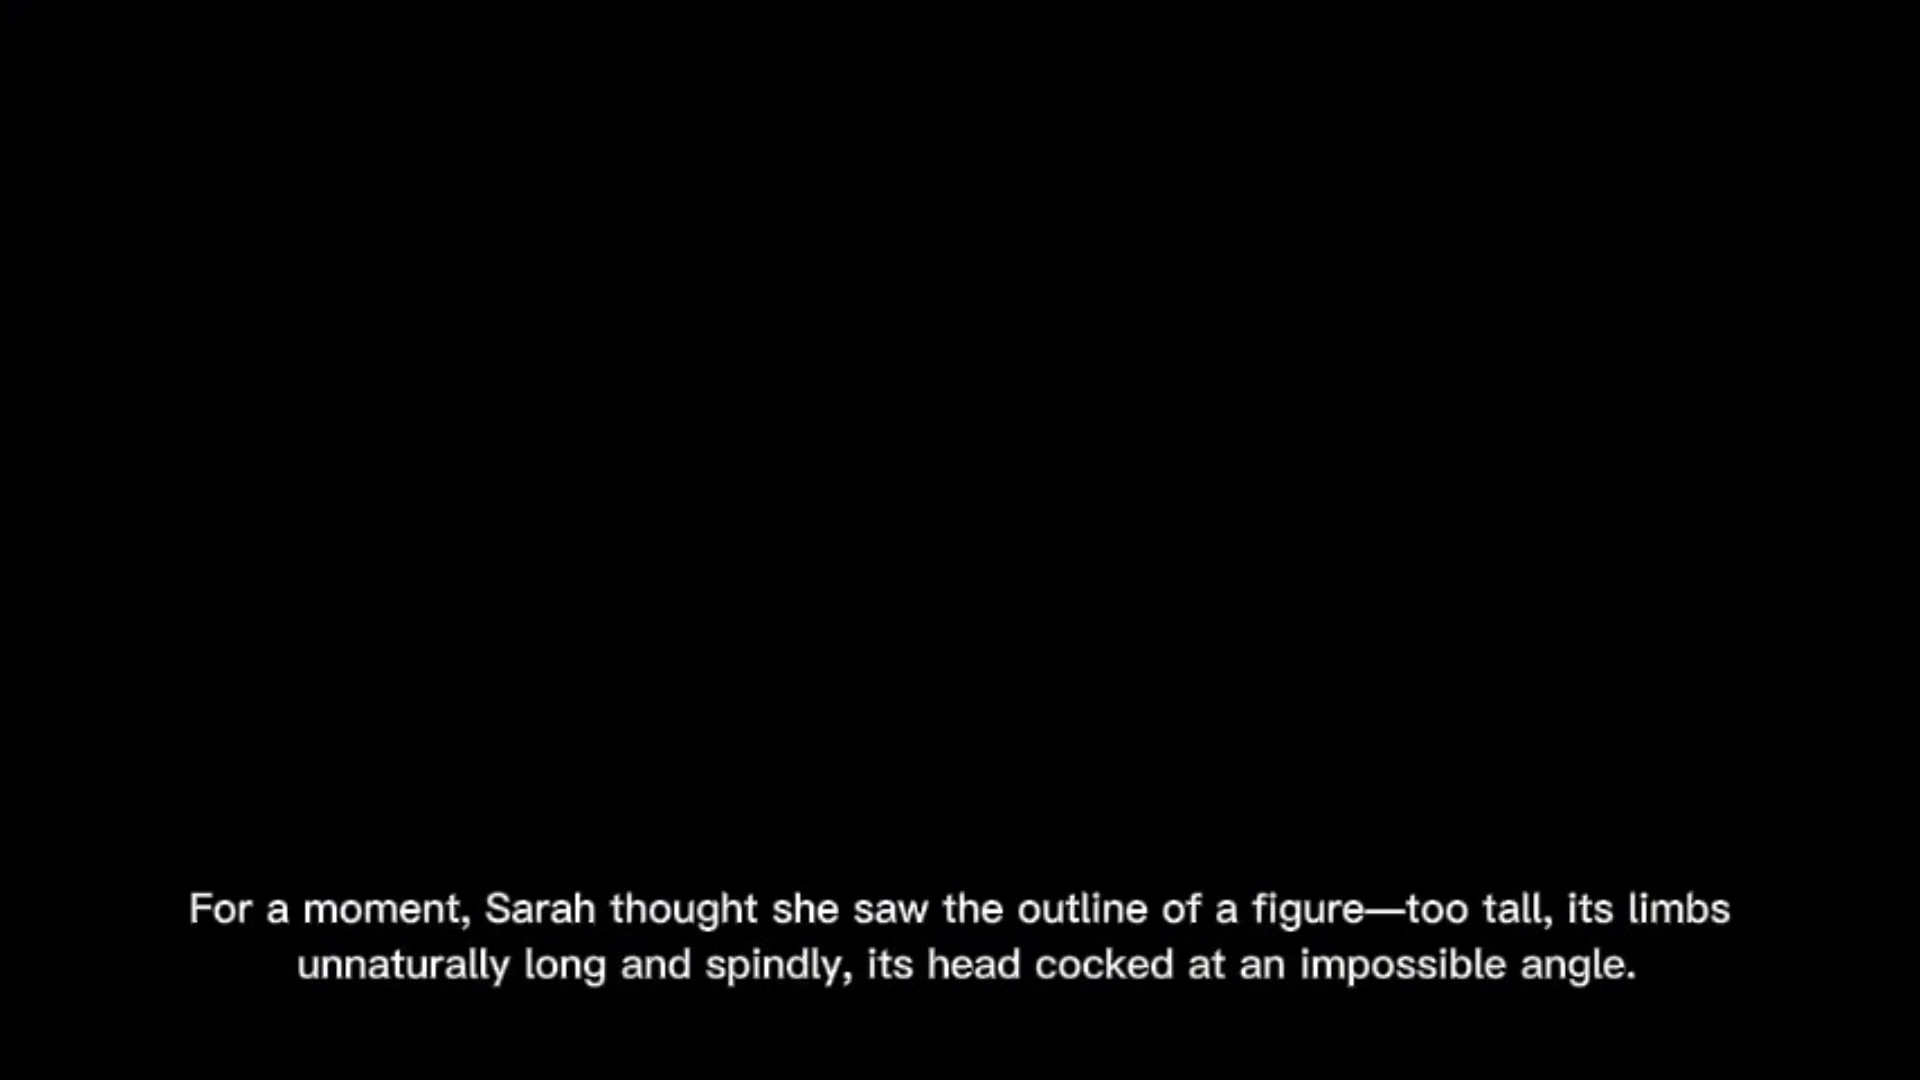 For a moment, Sarah thought she saw the outline of a figure—too tall, its limbs
unnaturally long and spindly, its head cocked at an impossible angle.